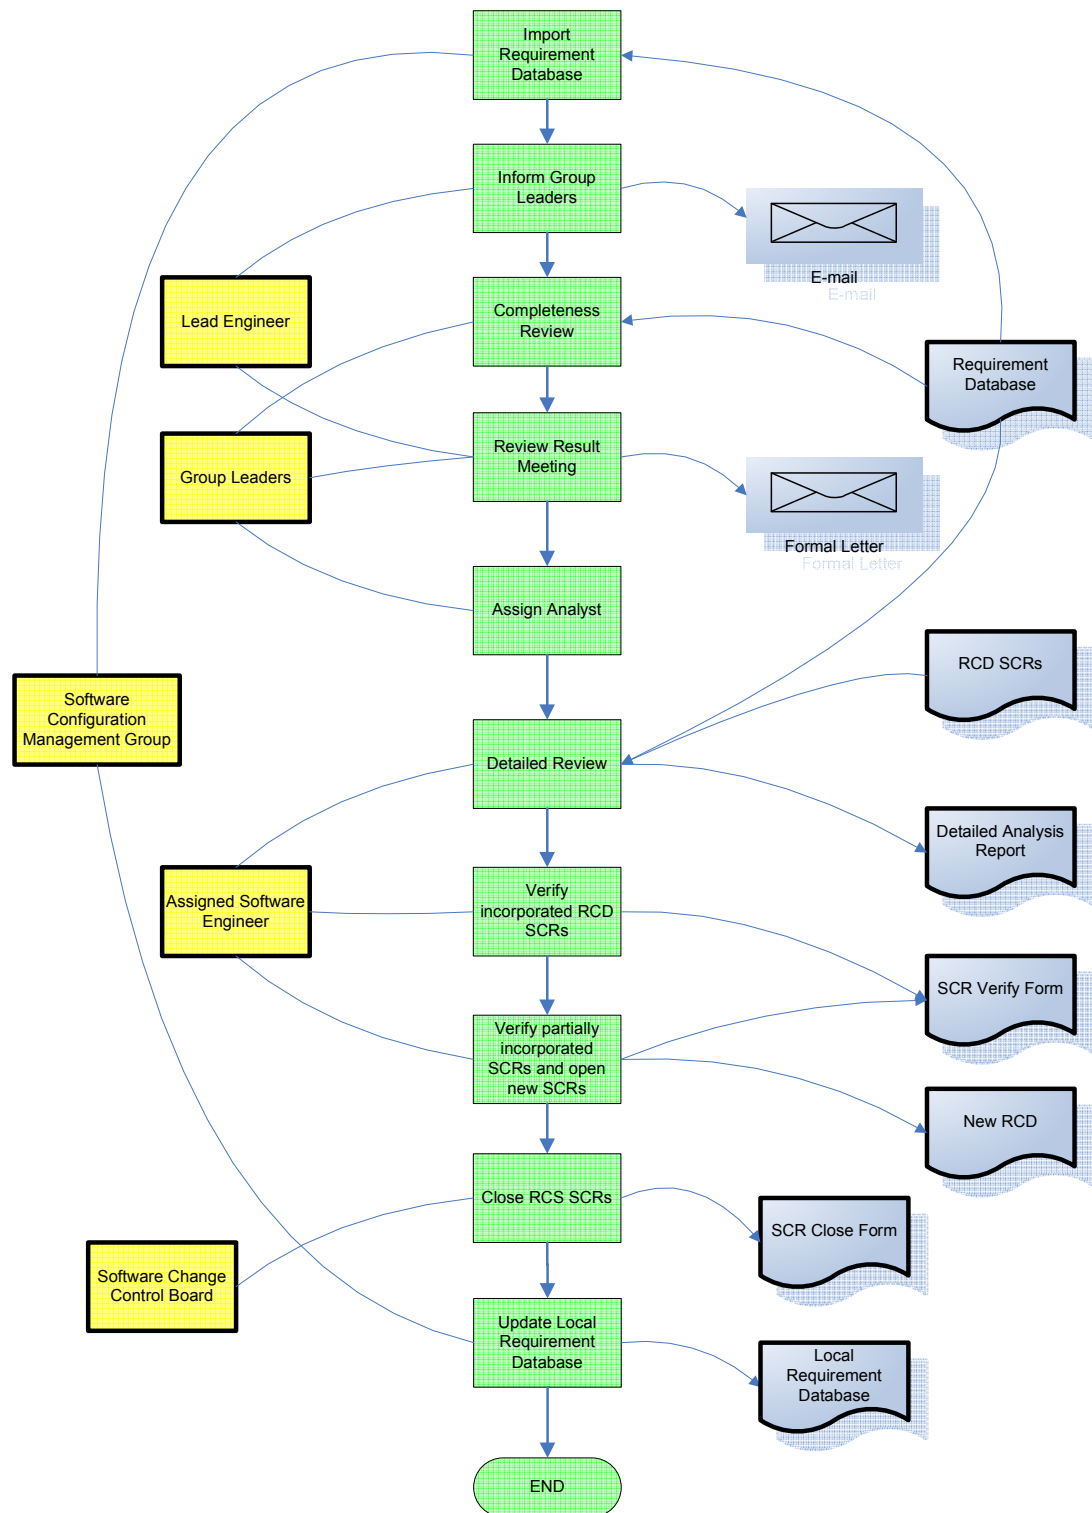 Import
Requirement
Database
Inform Group
Leaders
E-mail
E-mail
Lead Engineer
Completeness
Review
Requirement
Database
Group Leaders
Review Result
Meeting
Formal Letter
Formal Letter
Assign Analyst
RCD SCRs
Software
Configuration
Management Group
Detailed Review
Detailed Analysis
Report
Assigned Software
Engineer
Verify
incorporated RCD
SCRs
SCR Verify Form
Verify partially
incorporated
SCRs and open
new SCRs
New RCD
Close RCS SCRs
SCR Close Form
Software Change
Control Board
Update Local
Requirement
Database
Local
Requirement
Database
END